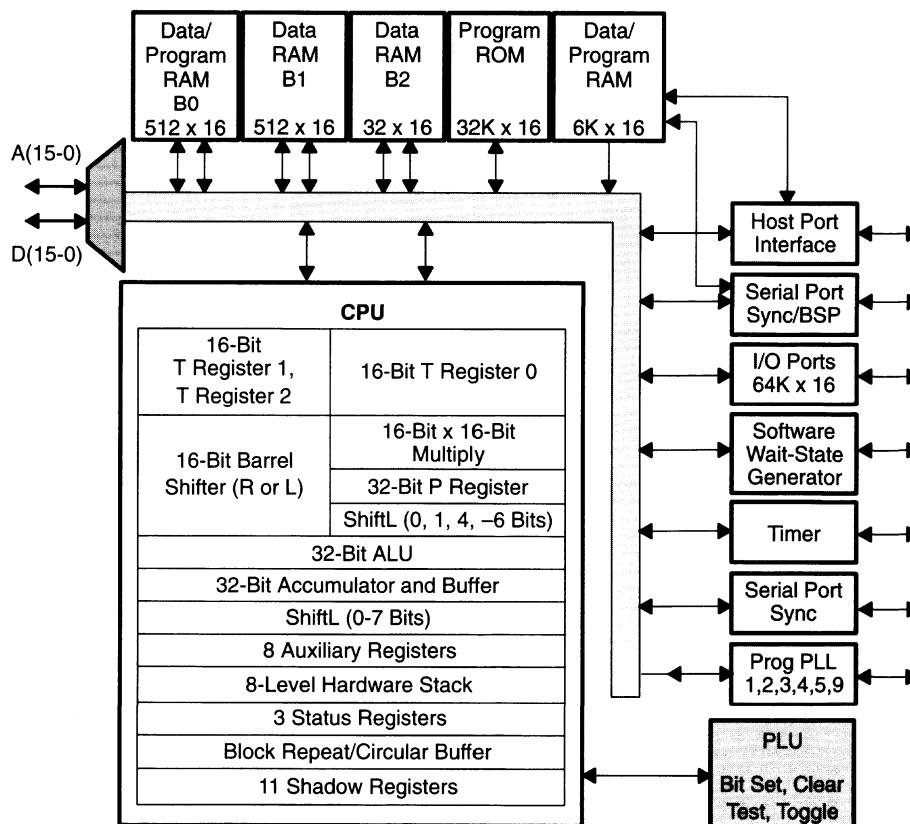 Data/
Program
RAM
B0
512 x 16
Data
RAM
B1
512 x 16
Data
RAM
B2
32 x 16
Program
ROM
32K x 16
Data/
Program
RAM
6K x 16
A(15-0)
D(15-0)
CPU
16-Bit
T Register 1,
T Register 2
16-Bit T Register 0
16-Bit Barrel
Shifter (R or L)
16-Bit x 16-Bit
Multiply
32-Bit P Register
ShiftL (0, 1, 4, –6 Bits)
32-Bit ALU
32-Bit Accumulator and Buffer
ShiftL (0-7 Bits)
8 Auxiliary Registers
8-Level Hardware Stack
3 Status Registers
Block Repeat/Circular Buffer
11 Shadow Registers
Host Port
Interface
Serial Port
Sync/BSP
I/O Ports
64K x 16
Software
Wait-State
Generator
Timer
Serial Port
Sync
Prog PLL
1,2,3,4,5,9
PLU
Bit Set, Clear
Test, Toggle